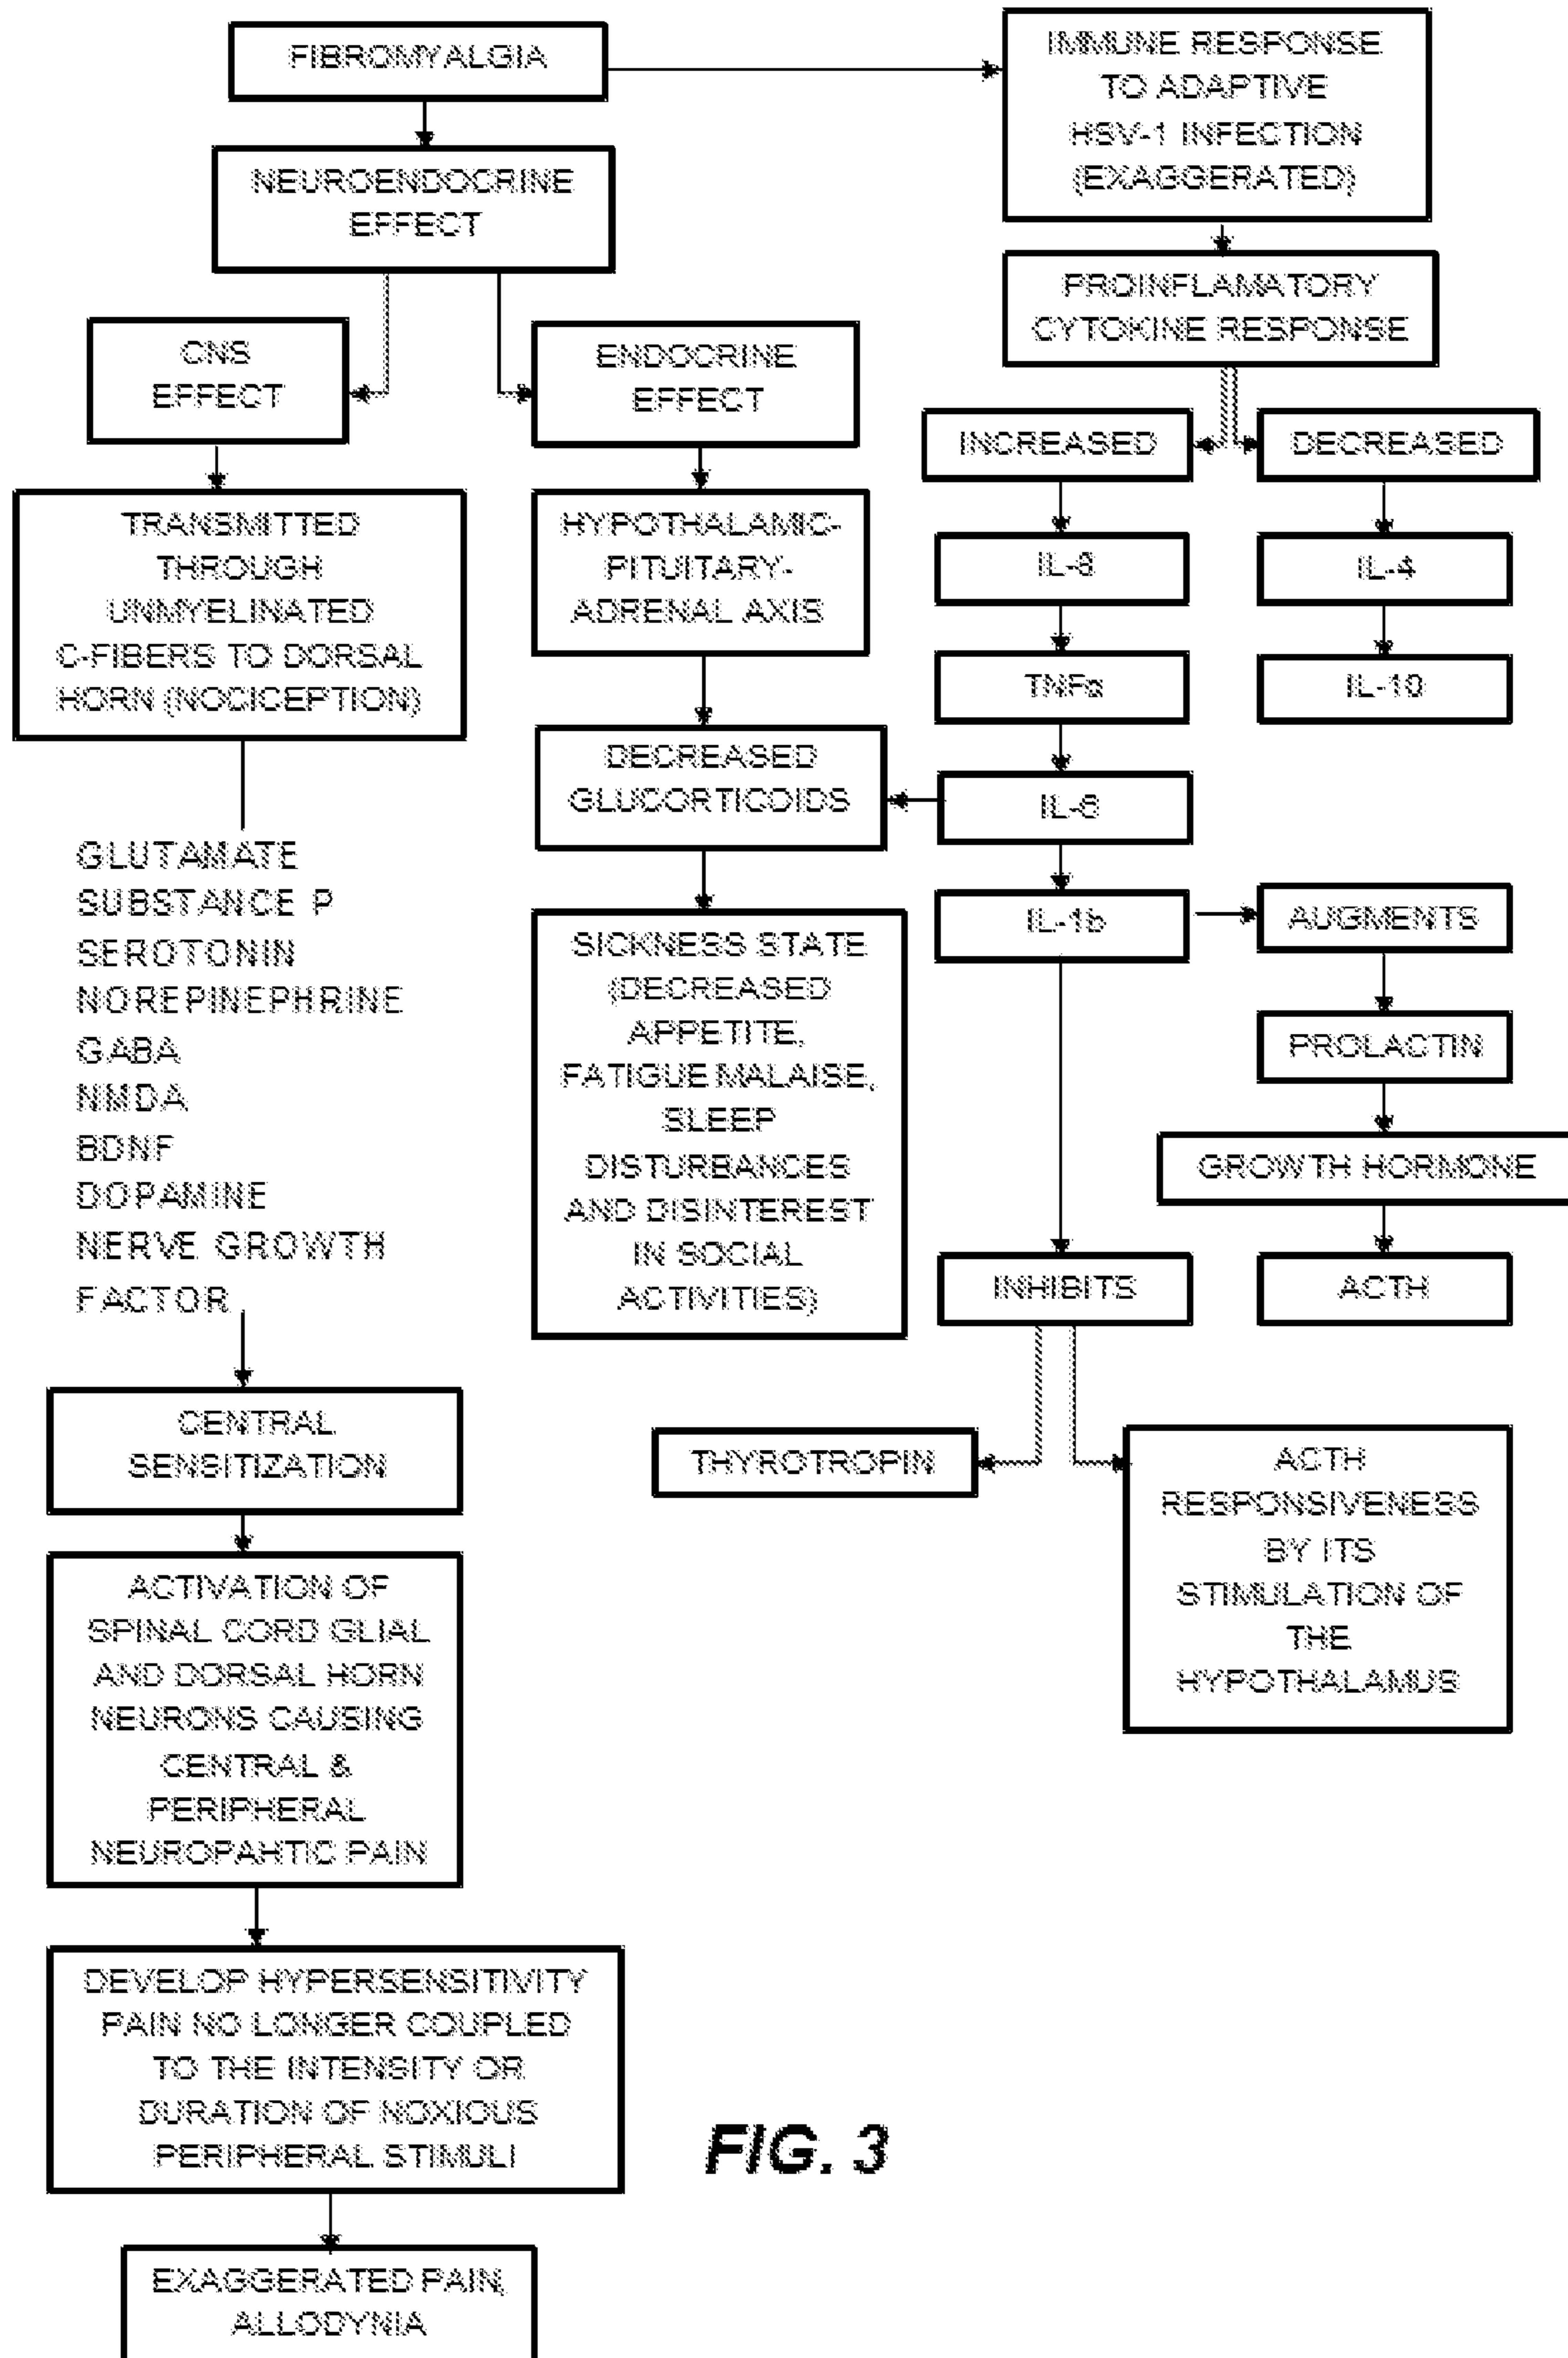 FIBROMYALGIA
NEUROENDOCRINE
EFFECT
CNS
EFFECT
TRANSMITTED
THROUGH
UNMYELINATED
C-FIBERS TO DORSAL
HORN (NOCICEPTION)
GLUTAMATE
SUBSTANCE P
SEROTONIN
NOREPINEPHRINE
GABA
NMDA
BDNF
DOPAMINE
NERVE GROWTH
FACTOR
CENTRAL
SENSITIZATION
ACTIVATION OF
SPINAL CORD GLIAL
AND DORSAL HORN
NEURONS CAUSING
CENTRAL &
PERIPHERAL
NEUROPAHTIC PAIN
DEVELOP HYPERSENSITIVITY
PAIN NO LONGER COUPLED
TO THE INTENSITY OR
DURATION OF NOXIOUS
PERIPHERAL STIMULI
EXAGGERATED PAIN,
ALLODYNIA
ENDOCRINE
EFFECT
HYPOTHALAMIC-
PITUITARY-
ADRENAL AXIS
DECREASED
GLUCORTICOIDS
SICKNESS STATE
(DECREASED
APPETITE,
FATIGUE MALAISE,
SLEEP
DISTURBANCES
AND DISINTEREST
IN SOCIAL
ACTIVITIES)
IMMUNE RESPONSE
TO ADAPTIVE
HSV-1 INFECTION
(EXAGGERATED)
PROINFLAMATORY
CYTOKINE RESPONSE
INCREASED
IL-8
TNFα
IL-6
IL-1b
INHIBITS
THYROTROPIN
ACTH
RESPONSIVENESS
BY ITS
STIMULATION OF
THE
HYPOTHALAMUS
DECREASED
IL-4
IL-10
AUGMENTS
PROLACTIN
GROWTH HORMONE
ACTH
FIG. 3